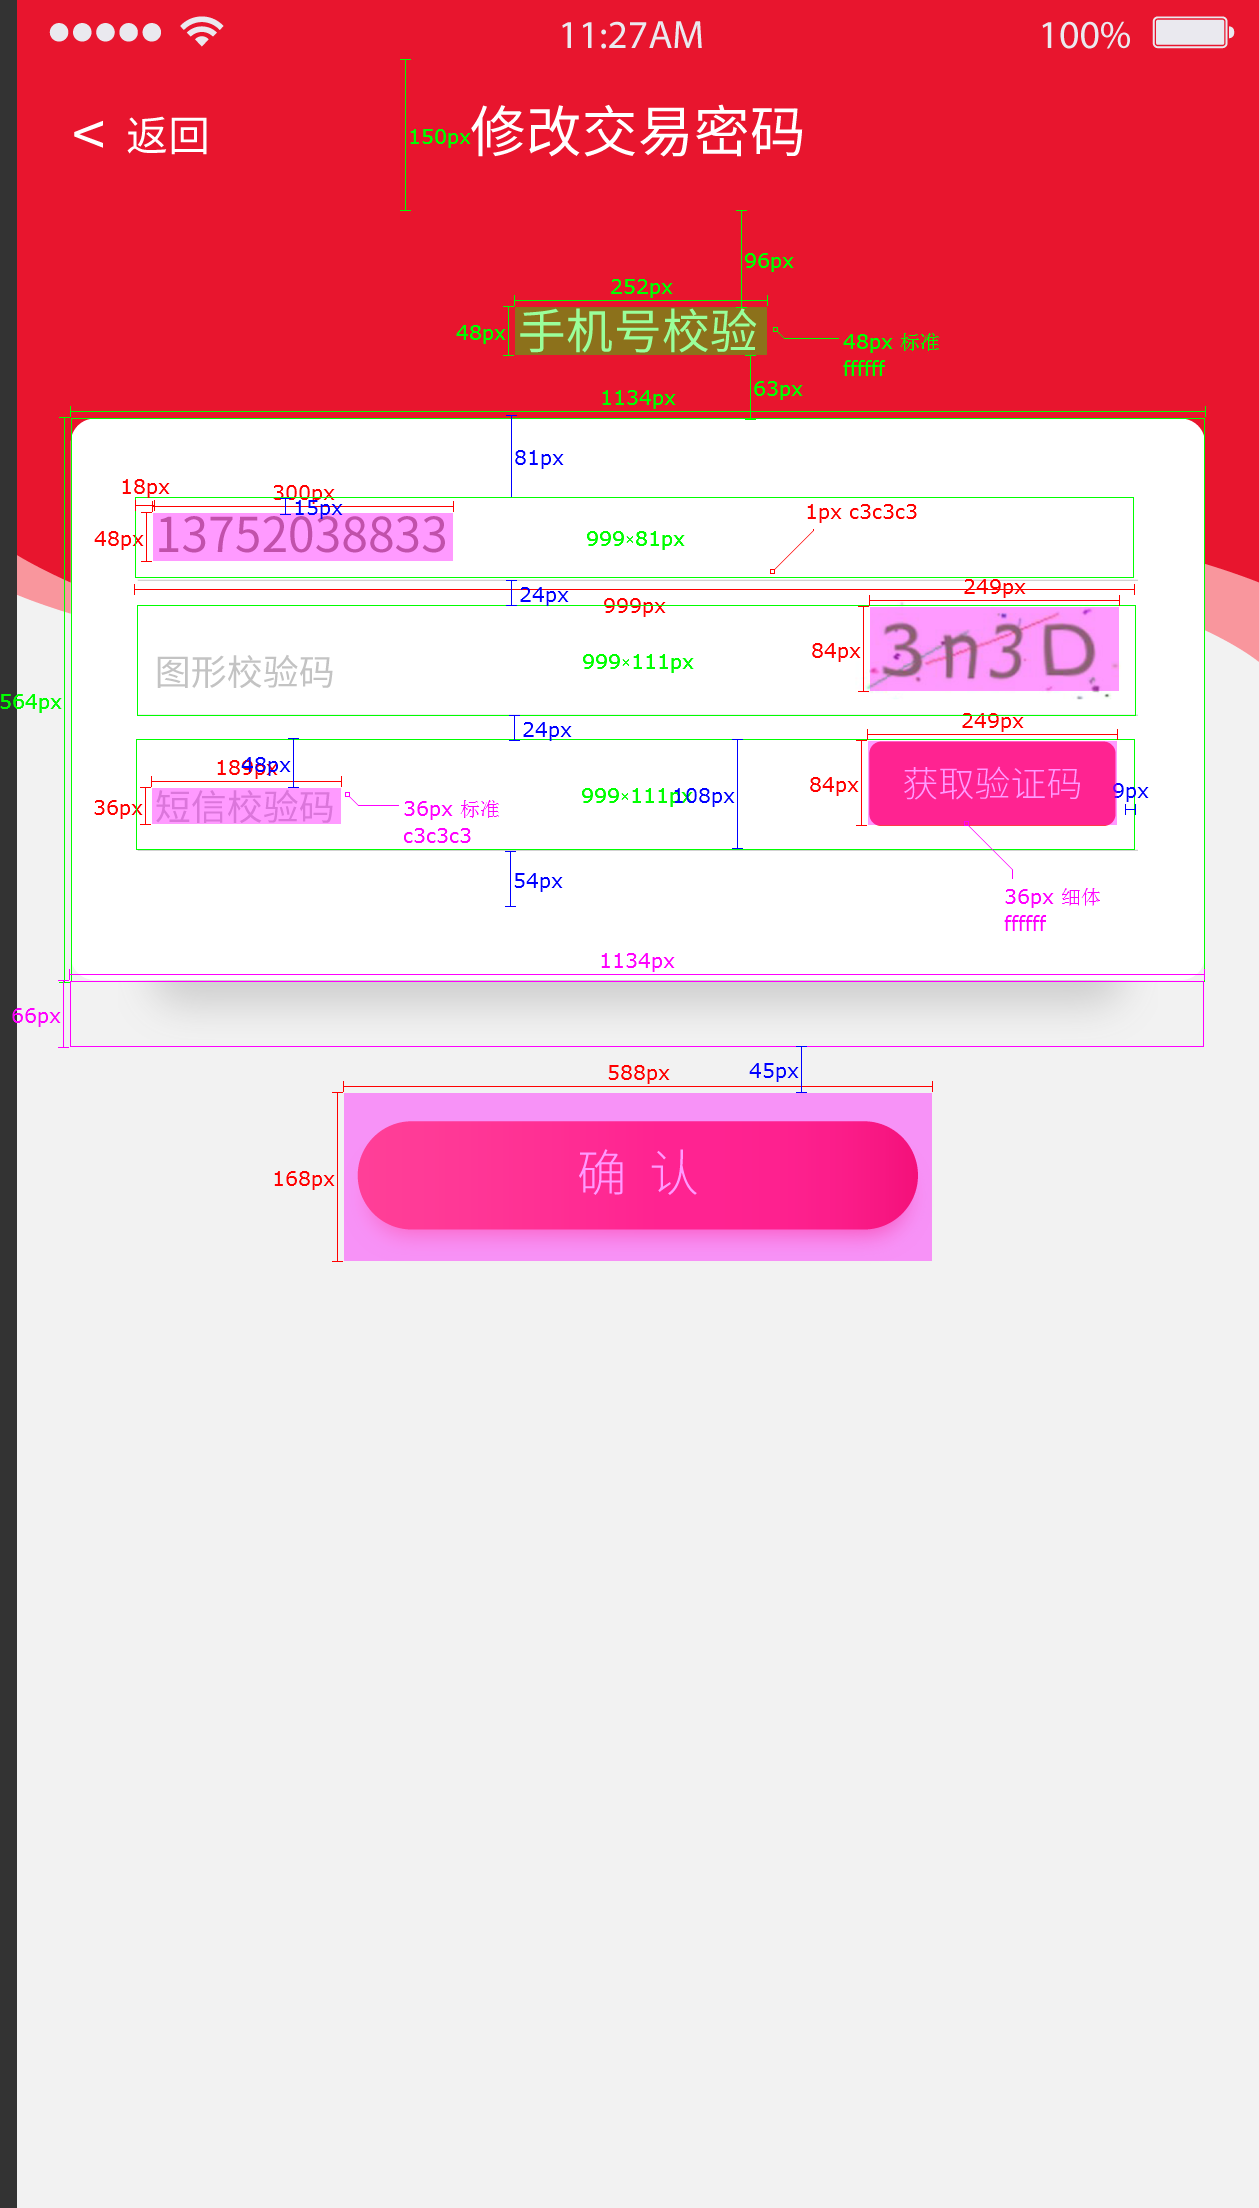 11:27AM
100%
< 返回
150px
修改交易密码
96px
252px
48px
手机号校验
48px 标准
ffffff
63px
1134px
81px
18px
300px
15px
1px c3c3c3
48px
13752038833
999×81px
24px
999px
249px
图形校验码
999×111px
84px
3n3D
564px
24px
249px
48px
189px
36px
短信校验码
36px 标准
c3c3c3
999×111px
108px
84px
获取验证码
9px
54px
36px 细体
ffffff
1134px
66px
45px
588px
168px
确 认